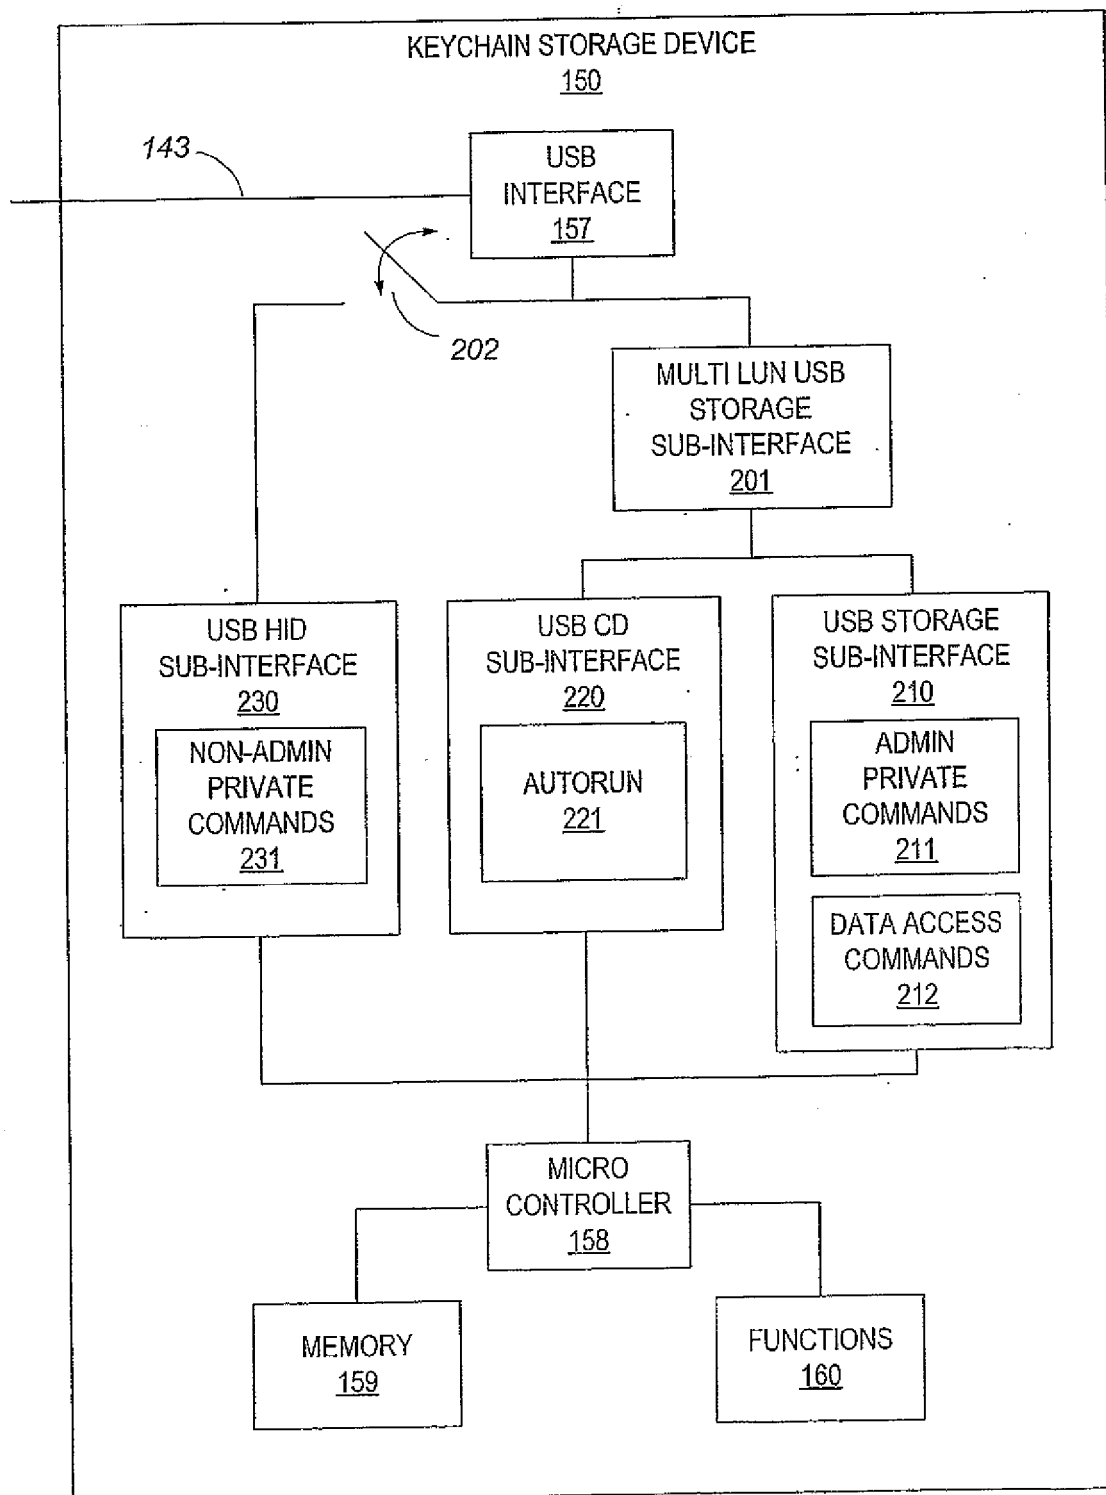 KEYCHAIN STORAGE DEVICE
150
143
USB
INTERFACE
157
202
MULTI LUN USB
STORAGE
SUB-INTERFACE
201
USB HID
SUB-INTERFACE
230
NON-ADMIN
PRIVATE
COMMANDS
231
USB CD
SUB-INTERFACE
220
AUTORUN
221
USB STORAGE
SUB-INTERFACE
210
ADMIN
PRIVATE
COMMANDS
211
DATA ACCESS
COMMANDS
212
MICRO
CONTROLLER
158
MEMORY
159
FUNCTIONS
160